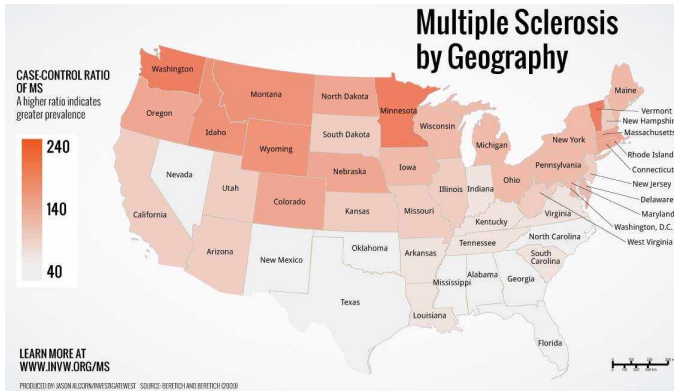 Multiple Sclerosis
by Geography
CASE-CONTROL RATIO
OF MS
A higher ratio indicates
greater prevalence
240
140
40
Washington
Oregon
Idaho
Montana
Wyoming
North Dakota
South Dakota
Nebraska
Minnesota
Wisconsin
Iowa
Michigan
Ohio
New York
Pennsylvania
Maine
Vermont
New Hampshir
Massachusetts
Rhode Island
Connecticut
New Jersey
Delaware
Maryland
Washington, D.C.
West Virginia
Nevada
Utah
Colorado
California
Arizona
New Mexico
Kansas
Oklahoma
Texas
Missouri
Arkansas
Louisiana
Illinois
Indiana
Kentucky
Tennessee
Mississippi
Alabama
Georgia
Florida
South
Carolina
North Carolina
Virginia
LEARN MORE AT
WWW.INVW.ORG/MS
PRODUCED BY: JASON ALCORN/INVESTIGATEWEST SOURCE: BERETICH AND BERETICH (2009)